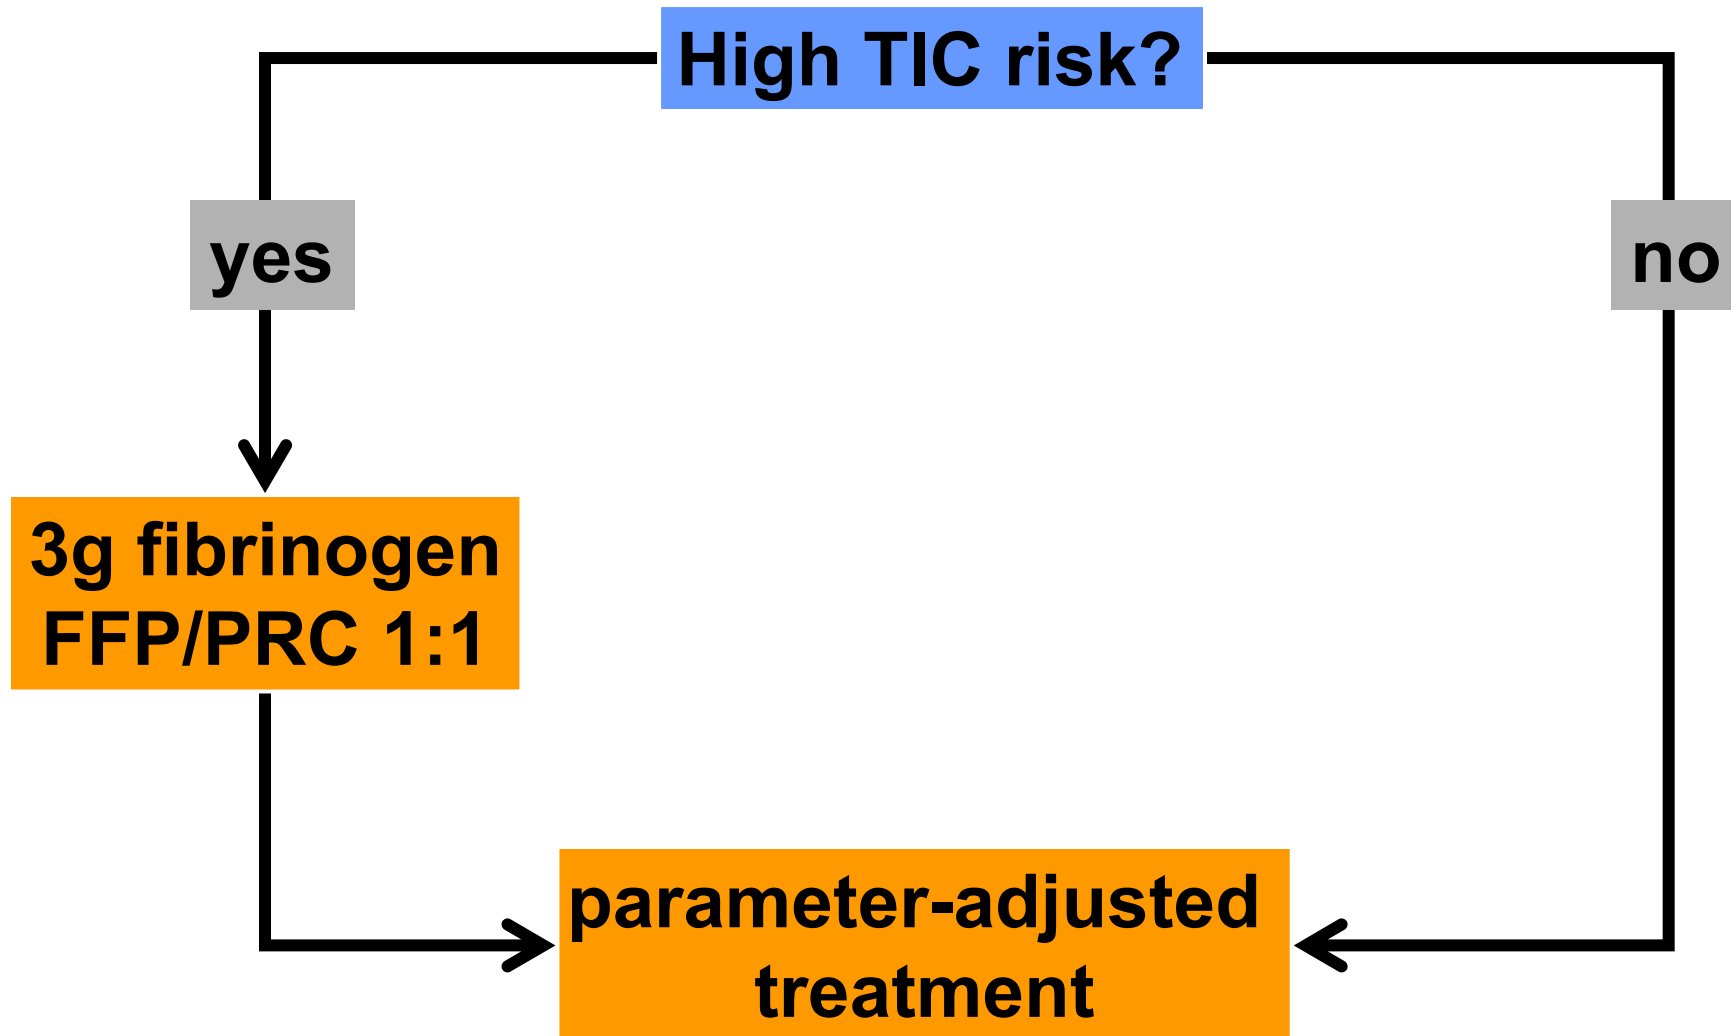 High TIC risk?
yes
no
3g fibrinogen
FFP/PRC 1:1
parameter-adjusted
treatment